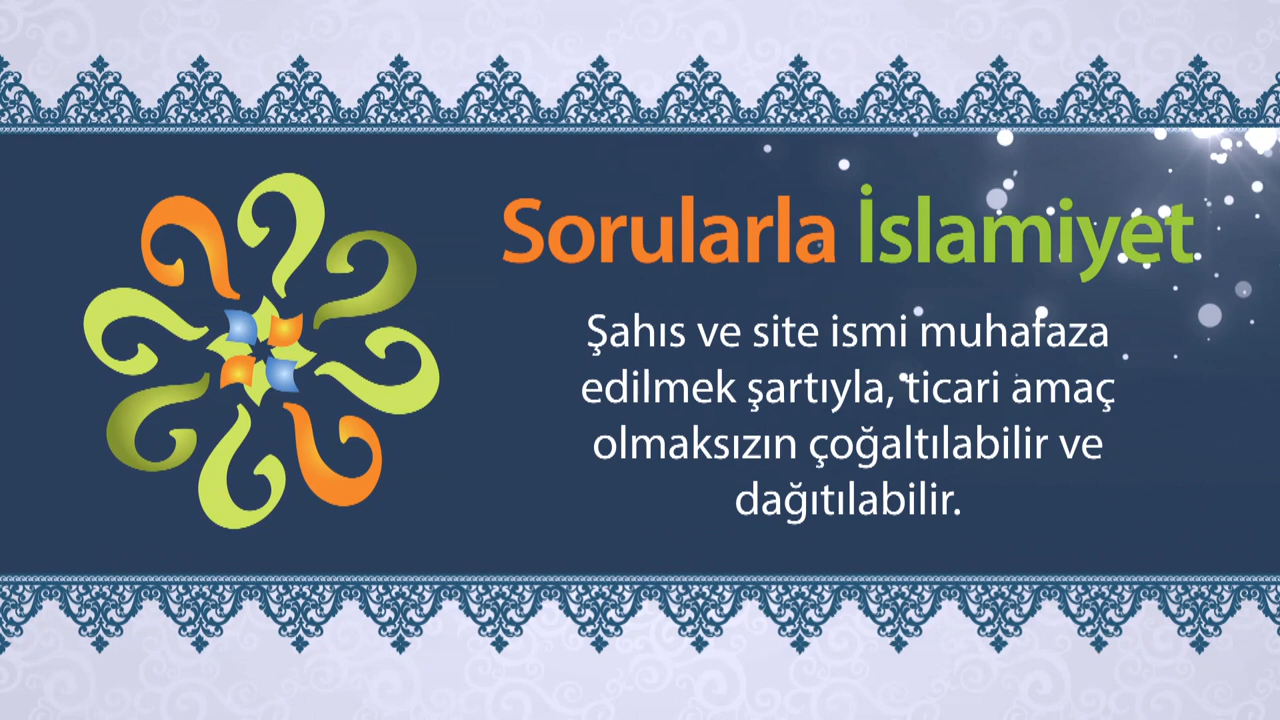 Sorularla İslamiyet
Şahıs ve site ismi muhafaza
edilmek şartıyla, ticari amaç
olmaksızın çoğaltılabilir ve
dağıtılabilir.